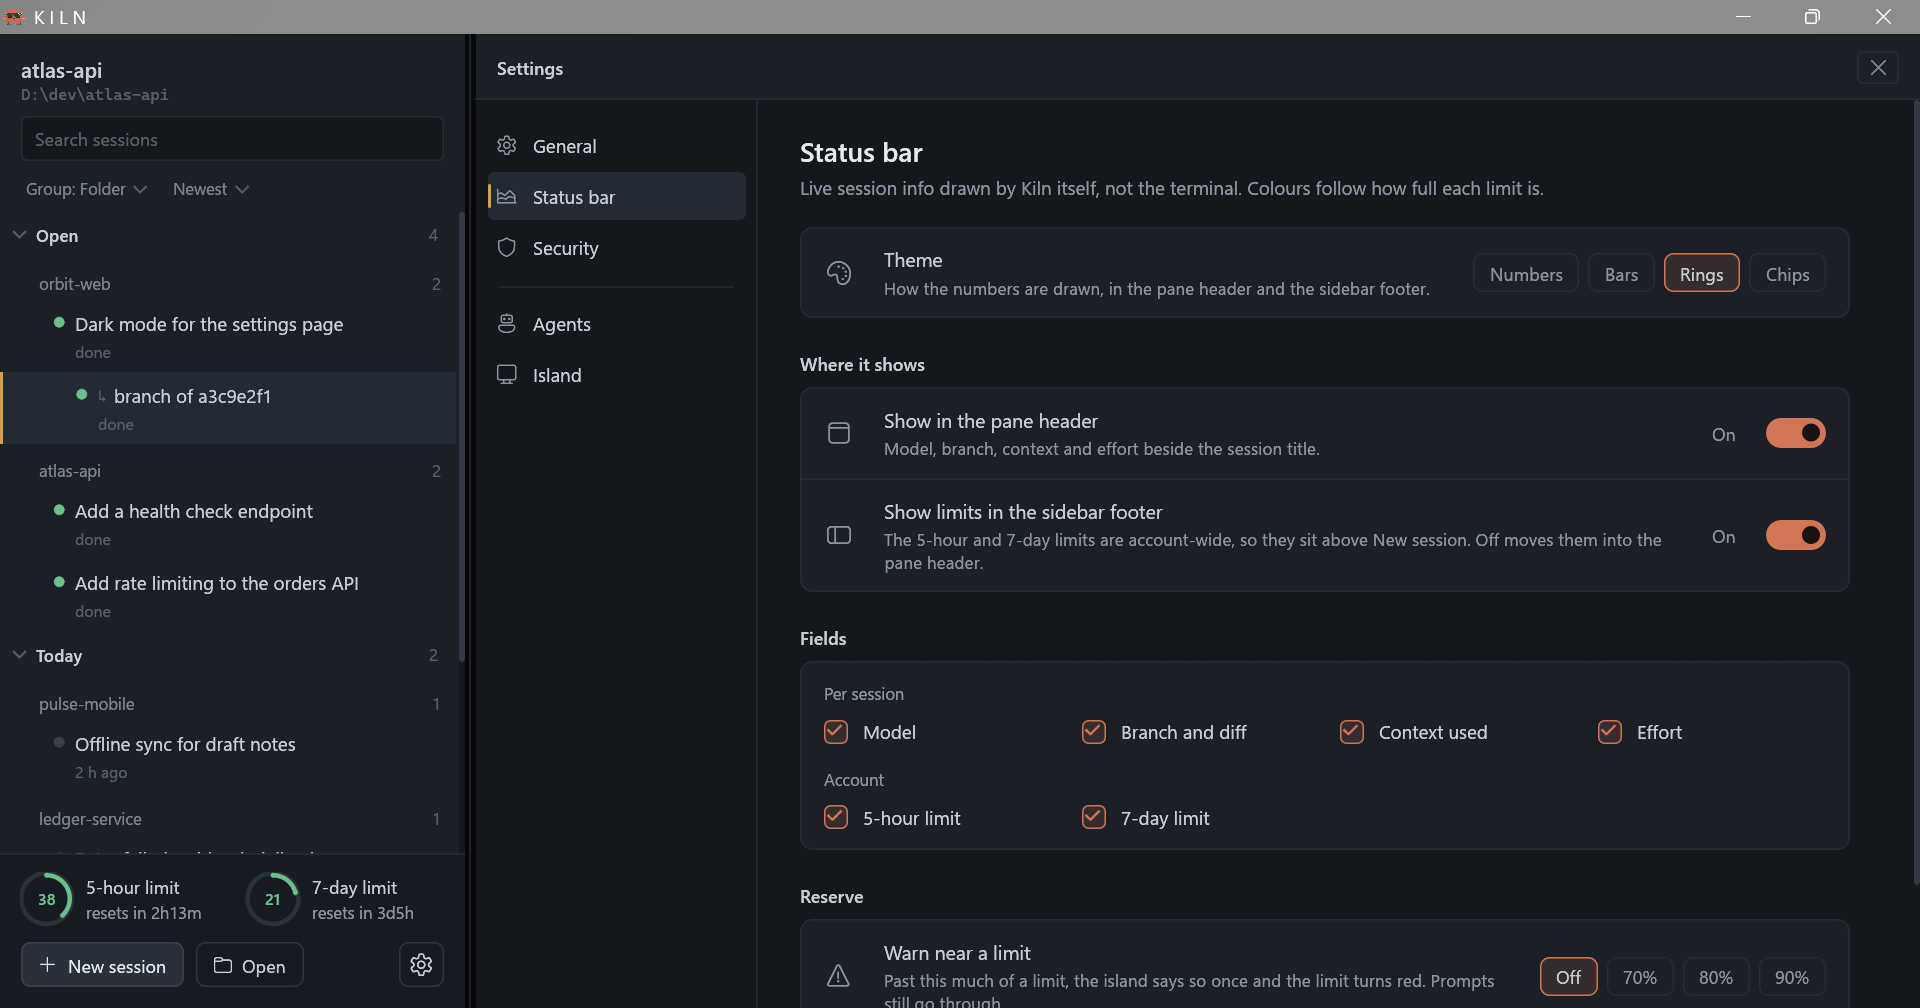 KILN
atlas-api
D:\dev\atlas-api
Search sessions
Group: Folder
Newest
Open
4
orbit-web
2
Dark mode for the settings page
done
↳ branch of a3c9e2f1
done
atlas-api
2
Add a health check endpoint
done
Add rate limiting to the orders API
done
Today
2
pulse-mobile
1
Offline sync for draft notes
2 h ago
ledger-service
1
38
5-hour limit
resets in 2h13m
21
7-day limit
resets in 3d5h
+ New session
Open
Settings
General
Status bar
Security
Agents
Island
Status bar
Live session info drawn by Kiln itself, not the terminal. Colours follow how full each limit is.
Theme
How the numbers are drawn, in the pane header and the sidebar footer.
Numbers
Bars
Rings
Chips
Where it shows
Show in the pane header
Model, branch, context and effort beside the session title.
On
Show limits in the sidebar footer
The 5-hour and 7-day limits are account-wide, so they sit above New session. Off moves them into the
pane header.
On
Fields
Per session
Model
Branch and diff
Context used
Effort
Account
5-hour limit
7-day limit
Reserve
Warn near a limit
Past this much of a limit, the island says so once and the limit turns red. Prompts
still go through
Off
70%
80%
90%